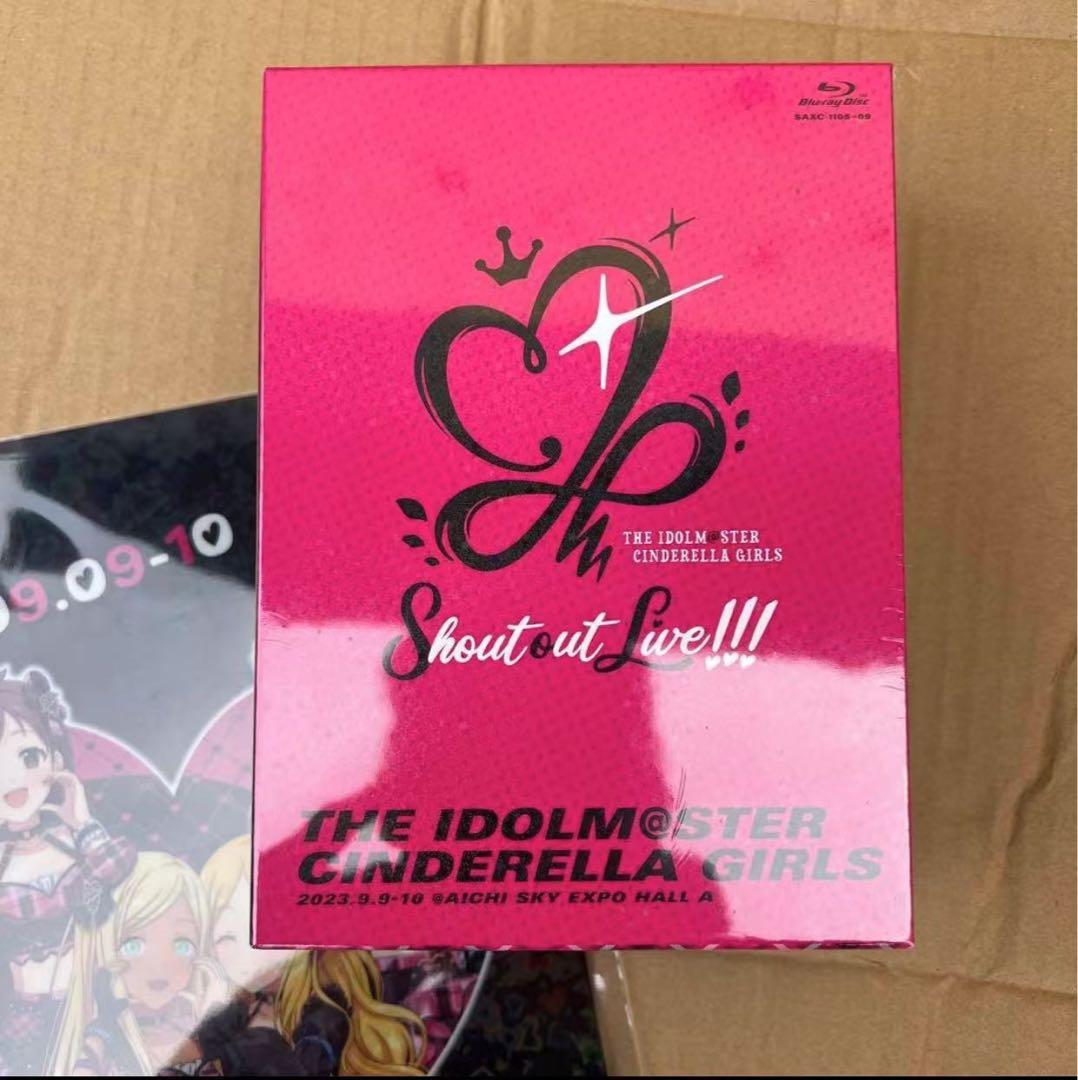 Blu-ray Disc
SAXC-1105~09
THE IDOLM@STER
CINDERELLA GIRLS
Shout out Live!!!
09.09-10
THE IDOLM@STER
CINDERELLA GIRLS
2023.9.9-10 @AICHI SKY EXPO HALL A